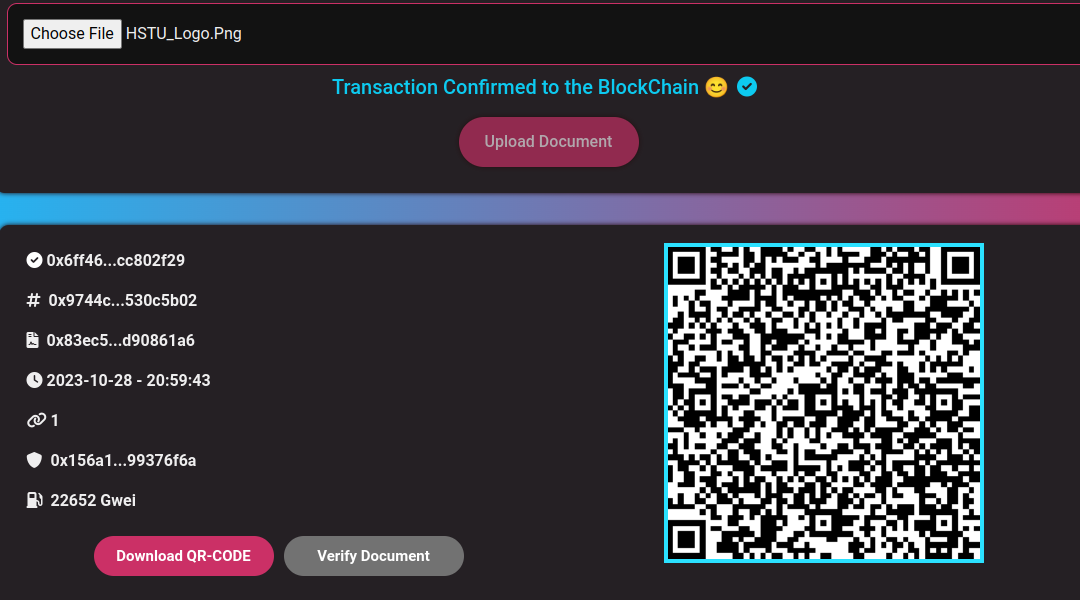 Choose File HSTU_Logo.Png
Transaction Confirmed to the BlockChain 😊
Upload Document
0x6ff46...cc802f29
# 0x9744c...530c5b02
0x83ec5...d90861a6
2023-10-28 - 20:59:43
1
0x156a1...99376f6a
22652 Gwei
Download QR-CODE Verify Document